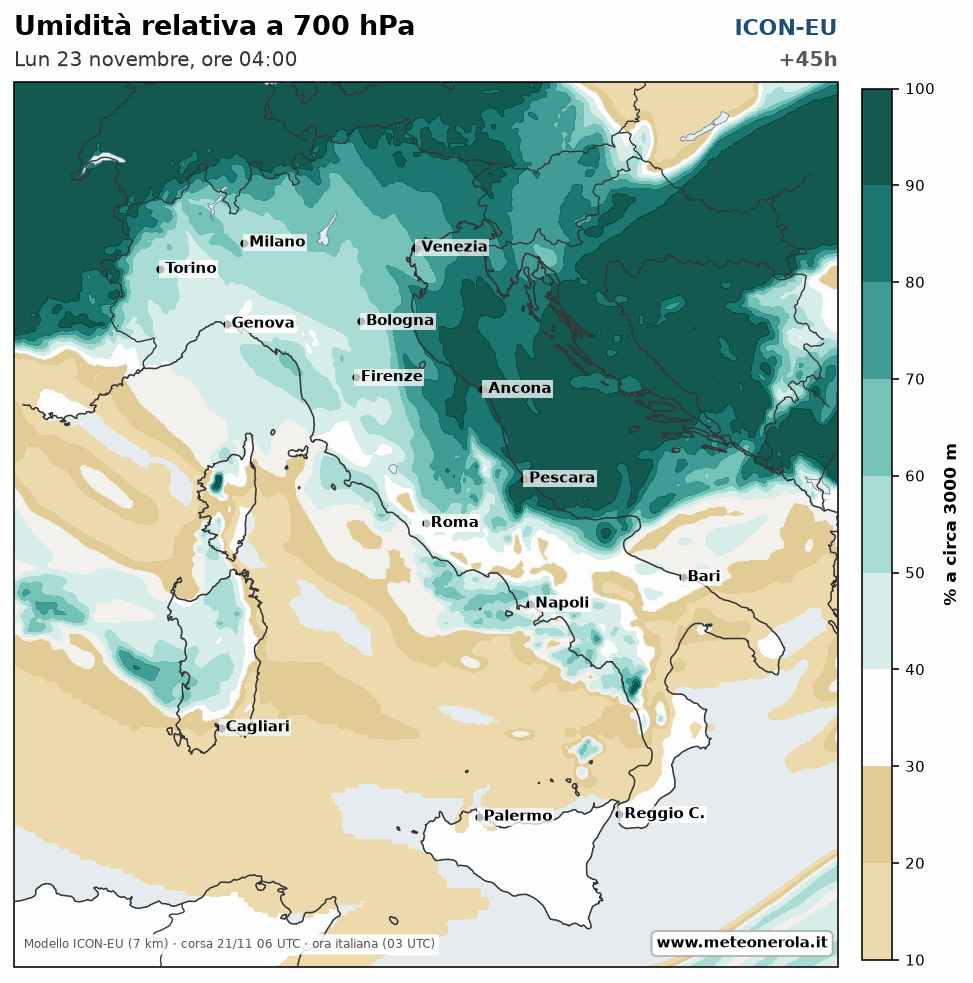 Umidità relativa a 700 hPa
ICON-EU
Lun 23 novembre, ore 04:00
+45h
100
90
80
70
60
50
40
30
20
10
% a circa 3000 m
Milano
Venezia
Torino
Genova
Bologna
Firenze
Ancona
Pescara
Roma
Bari
Napoli
Cagliari
Palermo
Reggio C.
Modello ICON-EU (7 km) · corsa 21/11 06 UTC · ora italiana (03 UTC)
www.meteonerola.it